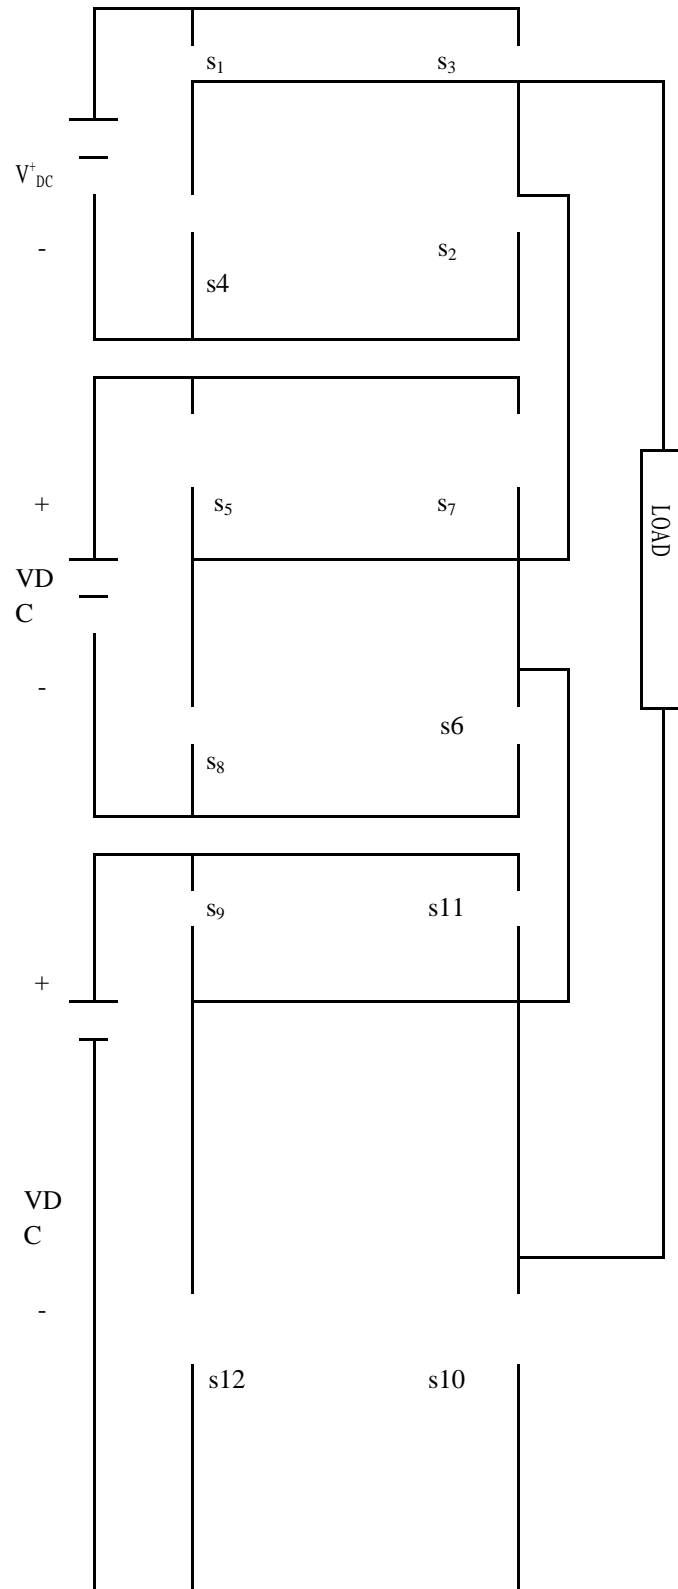 s₁ s₃
V⁺DC
-
s₂
s4
+
s₅ s₇
VD
C
LOAD
-
s6
s₈
s₉ s11
+
VD
C
-
s12 s10